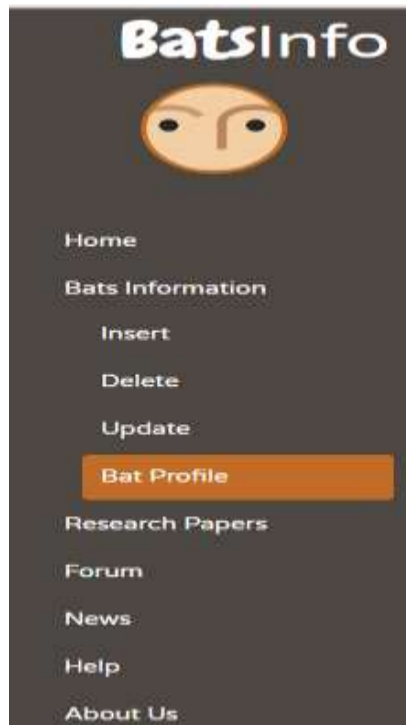 BatsInfo
Home
Bats Information
Insert
Delete
Update
Bat Profile
Research Papers
Forum
News
Help
About Us